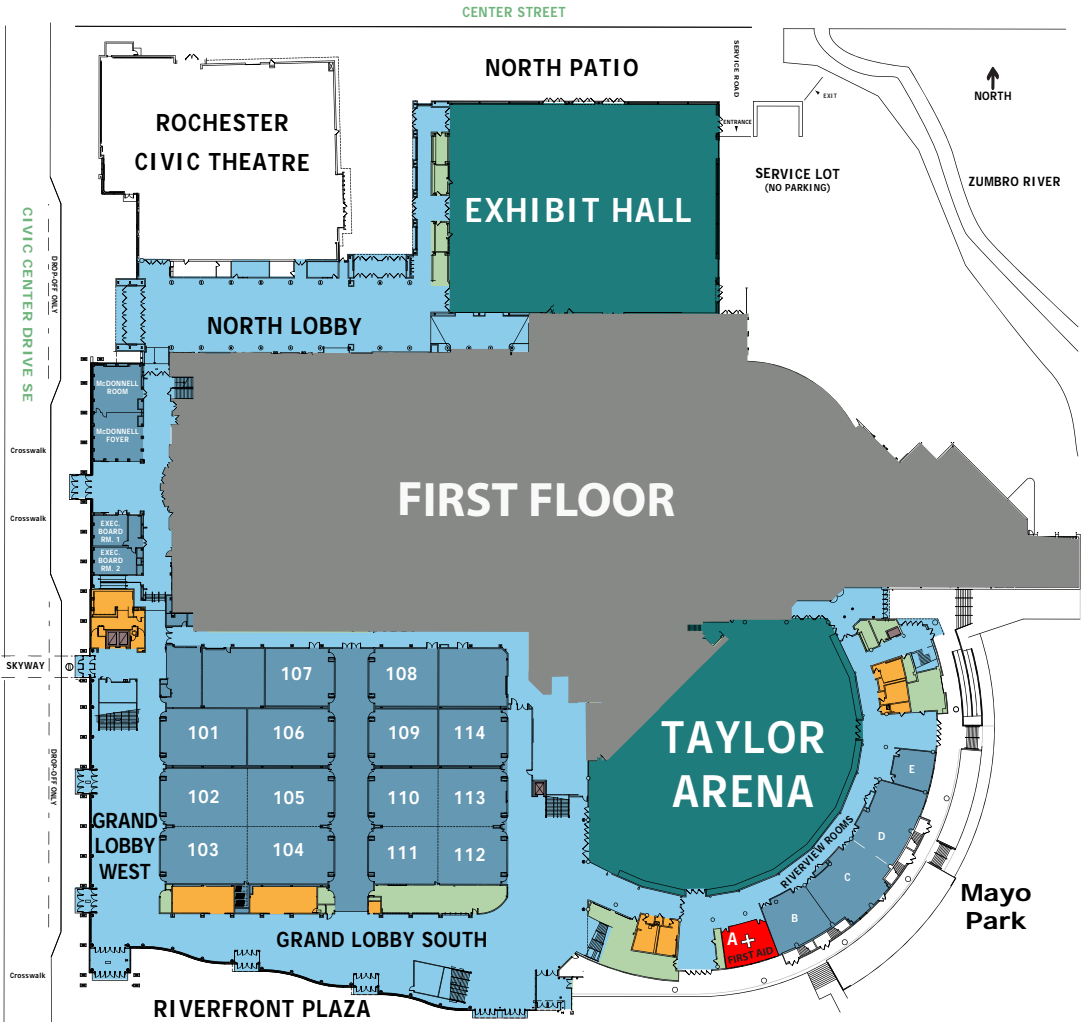 CENTER STREET
NORTH PATIO
SERVICE ROAD
EXIT
NORTH
ENTRANCE
ROCHESTER
CIVIC THEATRE
SERVICE LOT
(NO PARKING)
ZUMBRO RIVER
EXHIBIT HALL
CIVIC CENTER DRIVE SE
DROP-OFF ONLY
NORTH LOBBY
McDONNELL
ROOM
McDONNELL
FOYER
Crosswalk
FIRST FLOOR
Crosswalk
EXEC.
BOARD
RM. 1
EXEC.
BOARD
RM. 2
SKYWAY
107
108
101
106
109
114
TAYLOR
ARENA
DROP-OFF ONLY
102
105
110
113
E
D
C
B
RIVERVIEW ROOMS
GRAND
LOBBY
WEST
103
104
111
112
Mayo
Park
A
FIRST AID
GRAND LOBBY SOUTH
Crosswalk
RIVERFRONT PLAZA